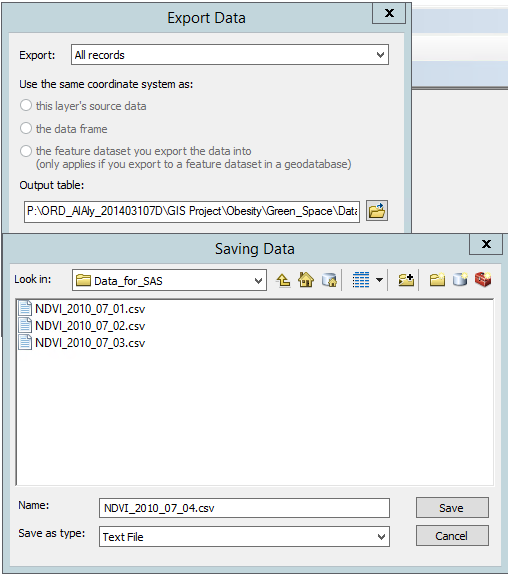 Export Data
x
Export: All records
Use the same coordinate system as:
this layer's source data
the data frame
the feature dataset you export the data into
(only applies if you export to a feature dataset in a geodatabase)
Output table:
P:\ORD_AlAly_201403107D\GIS Project\Obesity\Green_Space\Data
Saving Data
x
Look in: Data_for_SAS
NDVI_2010_07_01.csv
NDVI_2010_07_02.csv
NDVI_2010_07_03.csv
Name: NDVI_2010_07_04.csv Save
Save as type: Text File Cancel